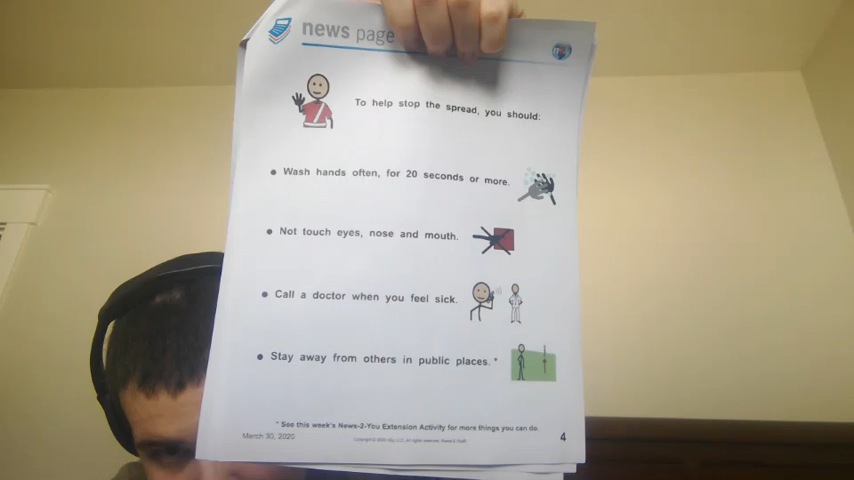 news page
To help stop the spread, you should:
Wash hands often, for 20 seconds or more.
Not touch eyes, nose and mouth.
Call a doctor when you feel sick.
Stay away from others in public places. *
* See this week's News-2-You Extension Activity for more things you can do.
March 30, 2020
4